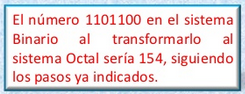 El número 1101100 en el sistema
Binario al transformarlo al
sistema Octal sería 154, siguiendo
los pasos ya indicados.